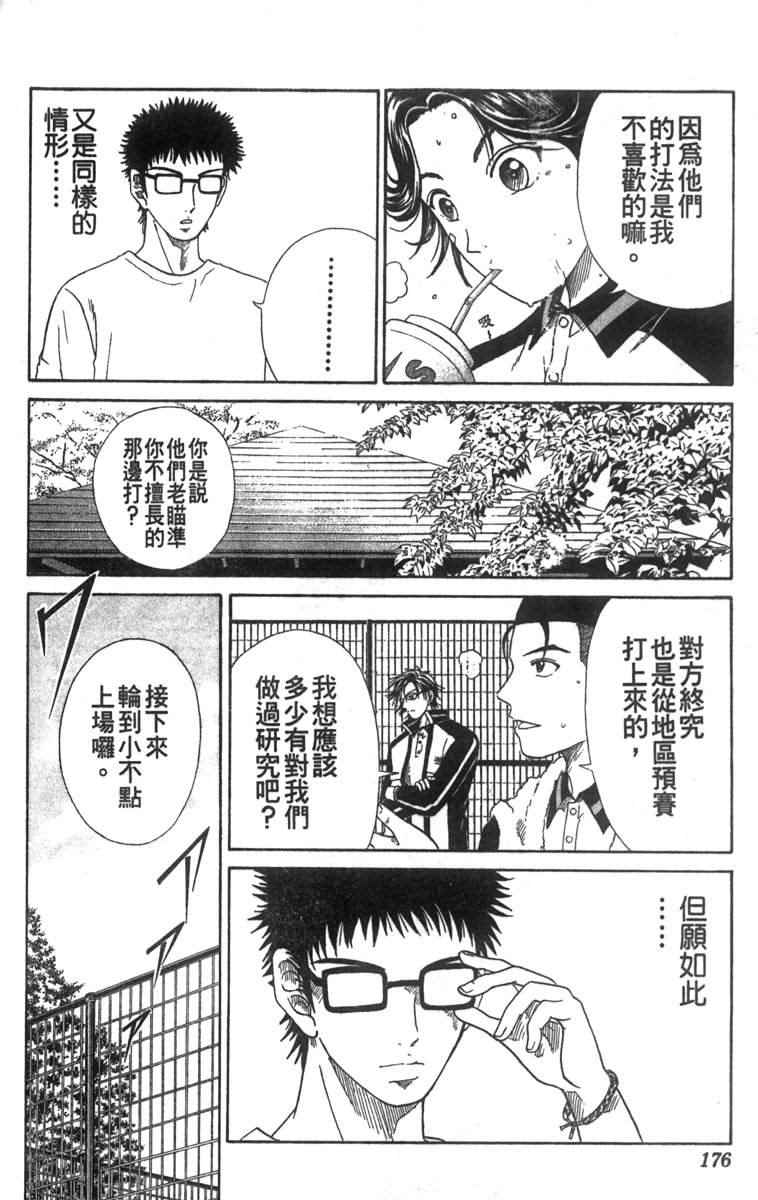 因為他們
的打法是我
不喜歡的嘛。
吸
MS
又是同樣的
情形⋯⋯
⋯⋯⋯
你是說
他們老瞄準
你不擅長的
那邊打？
對方終究
也是從地區預賽
打上來的，
⋯
我想應該
多少有對我們
做過研究吧？
接下來
輪到小不點
上場囉。
但願如此
⋯⋯
176